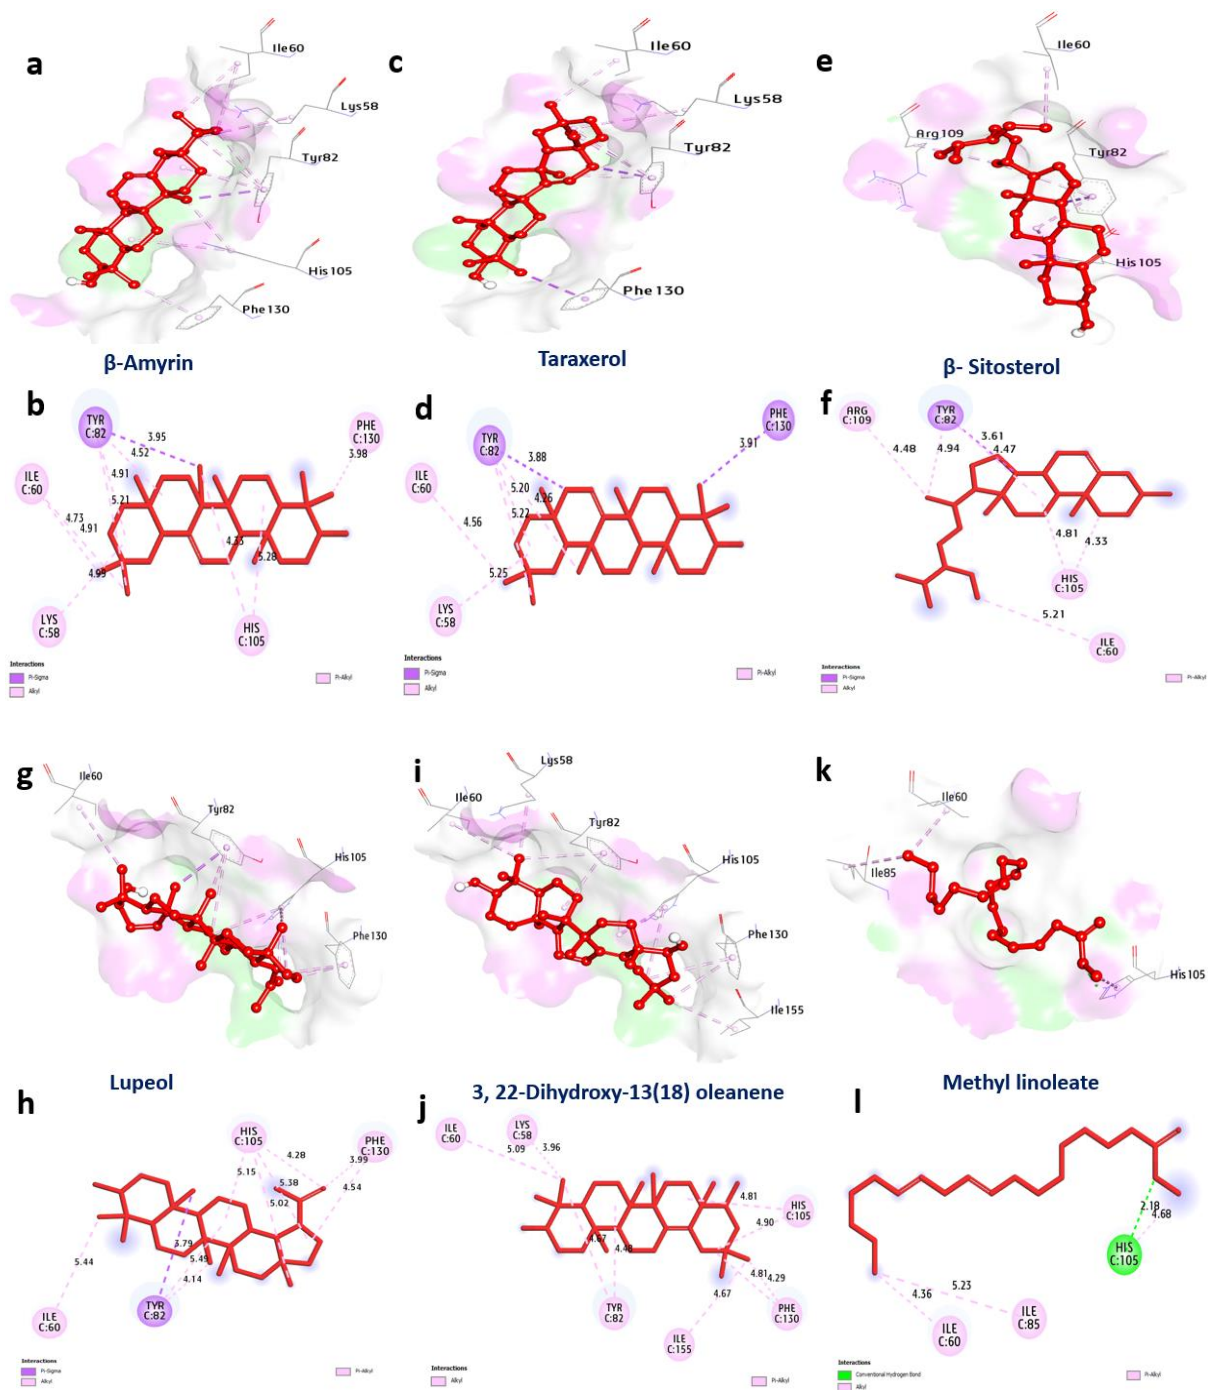 a
Ile60
Lys58
Tyr82
His105
Phe130
c
Ile60
Lys58
Tyr82
Phe130
e
Ile60
Arg109
Tyr82
His105
β-Amyrin
Taraxerol
β- Sitosterol
b
TYR
C:82
PHE
C:130
ILE
C:60
LYS
C:58
HIS
C:105
3.95
4.52
4.91
5.21
3.98
4.73
4.91
4.99
4.33
5.28
Interactions
Pi-Sigma
Alkyl
Pi-Alkyl
d
TYR
C:82
PHE
C:130
ILE
C:60
LYS
C:58
3.88
3.91
5.20
4.26
5.22
4.56
5.25
Interactions
Pi-Sigma
Alkyl
Pi-Alkyl
f
ARG
C:109
TYR
C:82
HIS
C:105
ILE
C:60
3.61
4.48
4.94
4.47
4.81
4.33
5.21
Interactions
Pi-Sigma
Alkyl
Pi-Alkyl
g
Ile60
Tyr82
His105
Phe130
i
Lys58
Ile60
Tyr82
His105
Phe130
Ile155
k
Ile60
Ile85
His105
Lupeol
3, 22-Dihydroxy-13(18) oleanene
Methyl linoleate
h
HIS
C:105
PHE
C:130
ILE
C:60
TYR
C:82
4.28
3.99
5.15
5.38
4.54
5.02
3.79
5.49
5.44
4.14
Interactions
Pi-Sigma
Alkyl
Pi-Alkyl
j
ILE
C:60
LYS
C:58
HIS
C:105
TYR
C:82
PHE
C:130
ILE
C:155
5.09
3.96
4.81
4.90
4.67
4.48
4.81
4.29
4.67
Interactions
Alkyl
Pi-Alkyl
l
HIS
C:105
ILE
C:85
ILE
C:60
2.18
4.68
5.23
4.36
Interactions
Conventional Hydrogen Bond
Alkyl
Pi-Alkyl